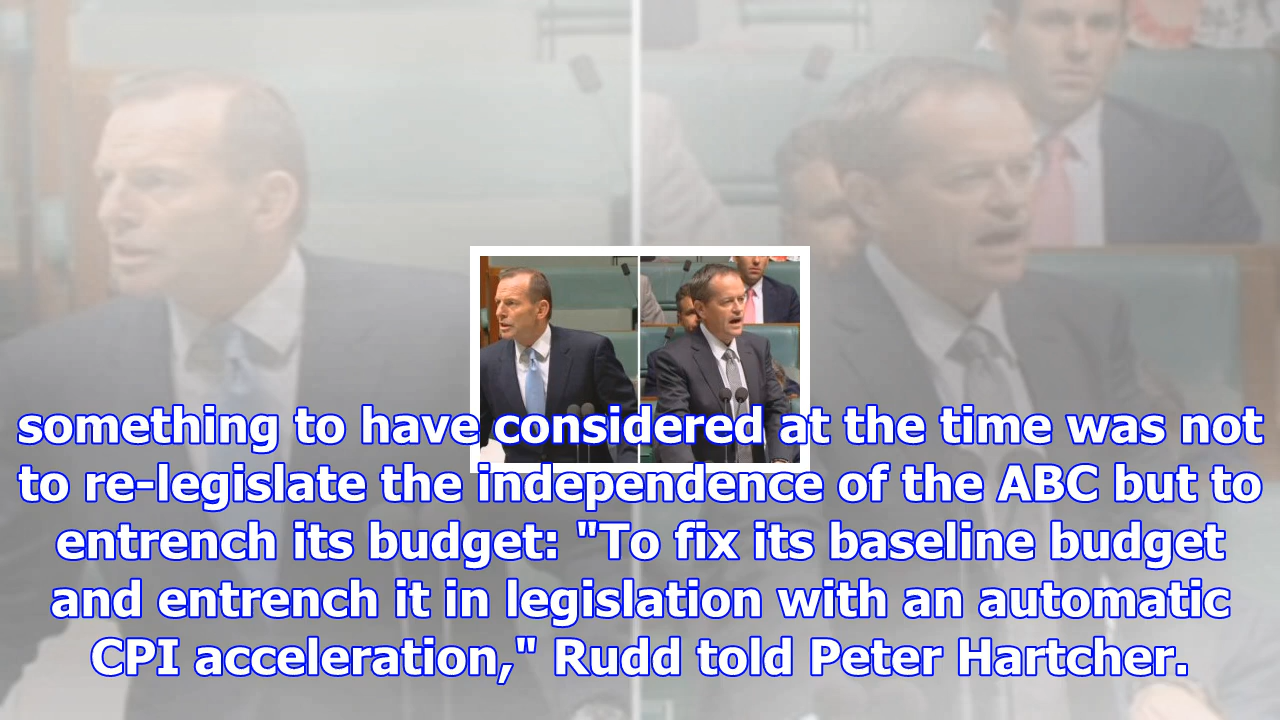 something to have considered at the time was not
to re-legislate the independence of the ABC but to
entrench its budget: "To fix its baseline budget
and entrench it in legislation with an automatic
CPI acceleration," Rudd told Peter Hartcher.